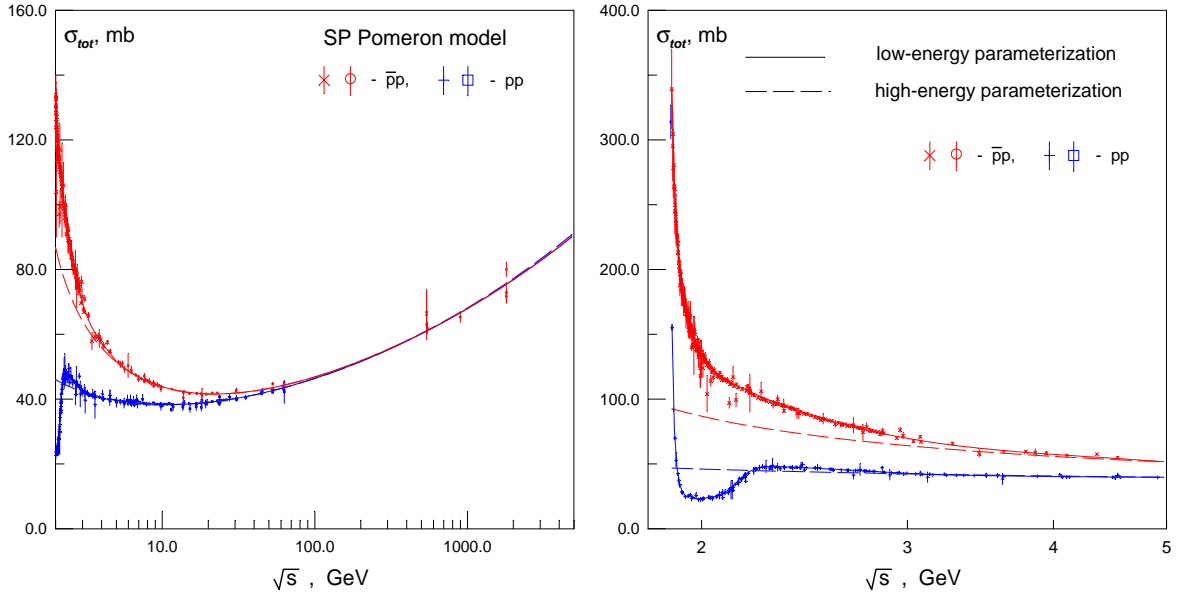 160.0
σtot, mb
SP Pomeron model
- p̅p, - pp
120.0
80.0
40.0
0.0
10.0 100.0 1000.0
√s , GeV
400.0
σtot, mb
low-energy parameterization
high-energy parameterization
- p̅p, - pp
300.0
200.0
100.0
0.0
2 3 4 5
√s , GeV